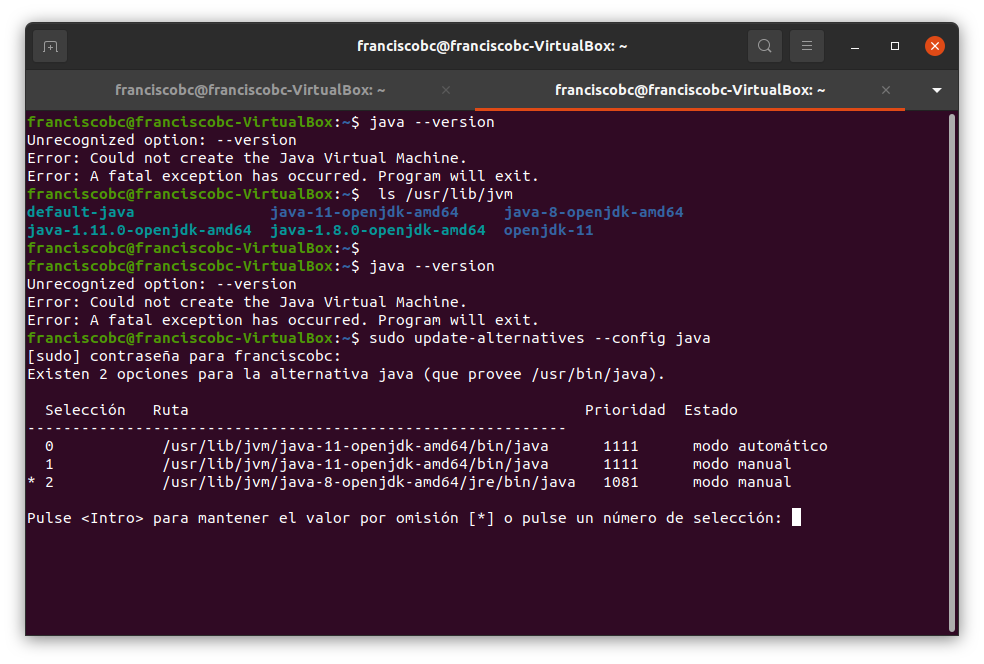 franciscobc@franciscobc-VirtualBox: ~
franciscobc@franciscobc-VirtualBox: ~ franciscobc@franciscobc-VirtualBox: ~
franciscobc@franciscobc-VirtualBox:~$ java --version
Unrecognized option: --version
Error: Could not create the Java Virtual Machine.
Error: A fatal exception has occurred. Program will exit.
franciscobc@franciscobc-VirtualBox:~$  ls /usr/lib/jvm
default-java               java-11-openjdk-amd64     java-8-openjdk-amd64
java-1.11.0-openjdk-amd64  java-1.8.0-openjdk-amd64  openjdk-11
franciscobc@franciscobc-VirtualBox:~$
franciscobc@franciscobc-VirtualBox:~$ java --version
Unrecognized option: --version
Error: Could not create the Java Virtual Machine.
Error: A fatal exception has occurred. Program will exit.
franciscobc@franciscobc-VirtualBox:~$ sudo update-alternatives --config java
[sudo] contraseña para franciscobc:
Existen 2 opciones para la alternativa java (que provee /usr/bin/java).
  Selección   Ruta                                            Prioridad  Estado
------------------------------------------------------------
  0            /usr/lib/jvm/java-11-openjdk-amd64/bin/java      1111      modo automático
  1            /usr/lib/jvm/java-11-openjdk-amd64/bin/java      1111      modo manual
* 2            /usr/lib/jvm/java-8-openjdk-amd64/jre/bin/java   1081      modo manual
Pulse <Intro> para mantener el valor por omisión [*] o pulse un número de selección: